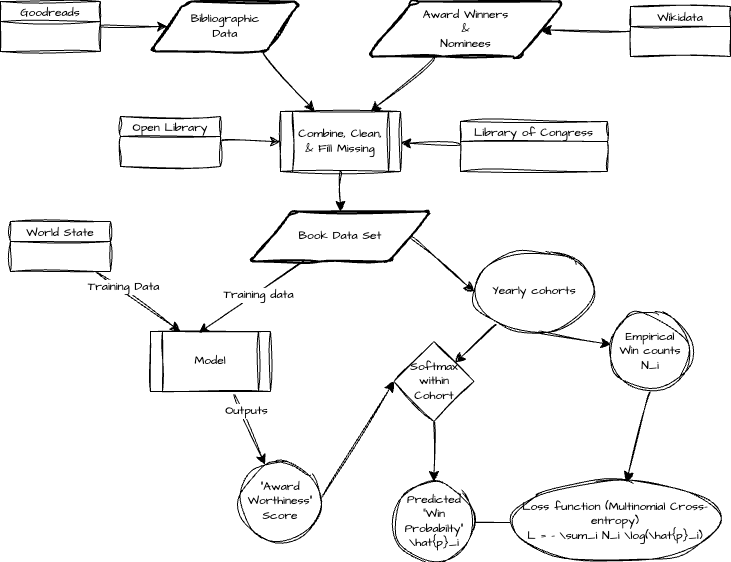 Goodreads
Bibliographic
Data
Award Winners
&
Nominees
Wikidata
Open Library
Combine, Clean,
& Fill Missing
Library of Congress
World State
Book Data Set
Training Data
Training data
Yearly cohorts
Model
Softmax
within
Cohort
Empirical
Win counts
N_i
Outputs
"Award
Worthiness"
Score
Predicted
"Win
Probabilty"
\hat{p}_i
Loss function (Multinomial Cross-
entropy)
L = - \sum_i N_i \log(\hat{p}_i)